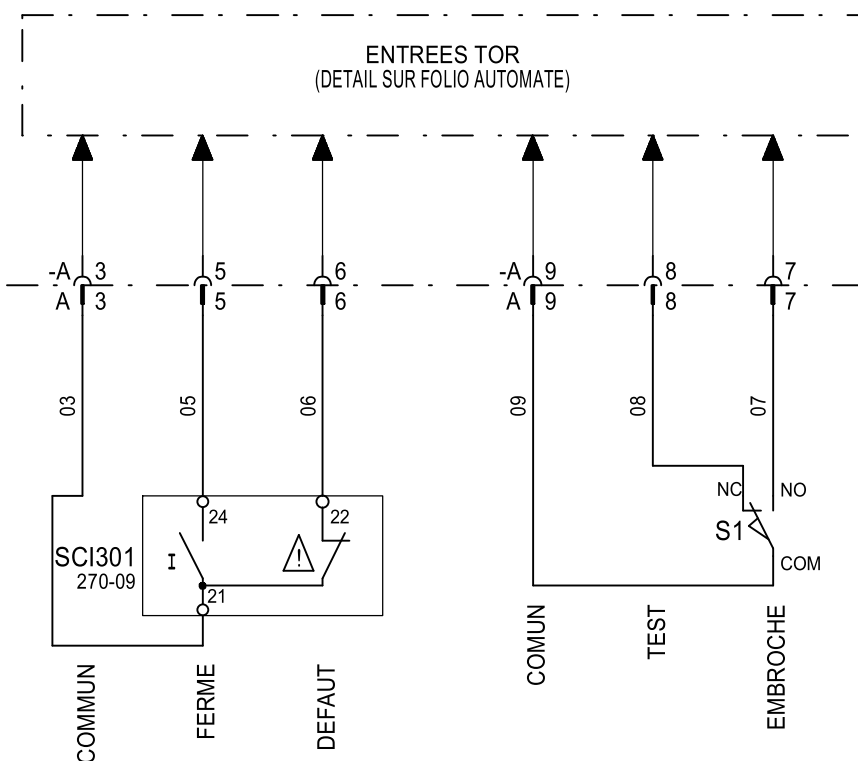 ENTREES TOR
(DETAIL SUR FOLIO AUTOMATE)
-A 3 5 6 -A 9 8 7
A 3 5 6 A 9 8 7
03 05 06 09 08 07
NC NO
24 22 S1
SCI301 I !
270-09 COM
21
COMMUN FERME DEFAUT COMUN TEST EMBROCHE